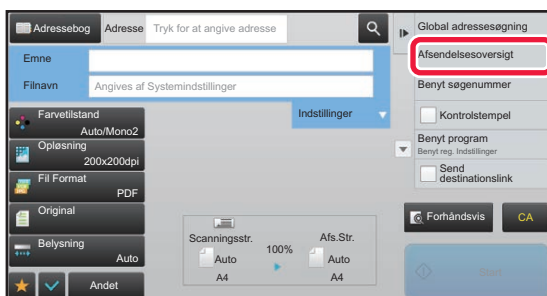 Adressebog
Adresse
Tryk for at angive adresse
Emne
Filnavn
Angives af Systemindstillinger
Indstillinger
Farvetilstand
Auto/Mono2
Opløsning
200x200dpi
Fil Format
PDF
Original
Belysning
Auto
Andet
Scanningsstr.
Auto
A4
100%
Afs.Str.
Auto
A4
Global adressesøgning
Afsendelsesoversigt
Benyt søgenummer
Kontrolstempel
Benyt program
Benyt reg. Indstillinger
Send
destinationslink
Forhåndsvis
CA
Start